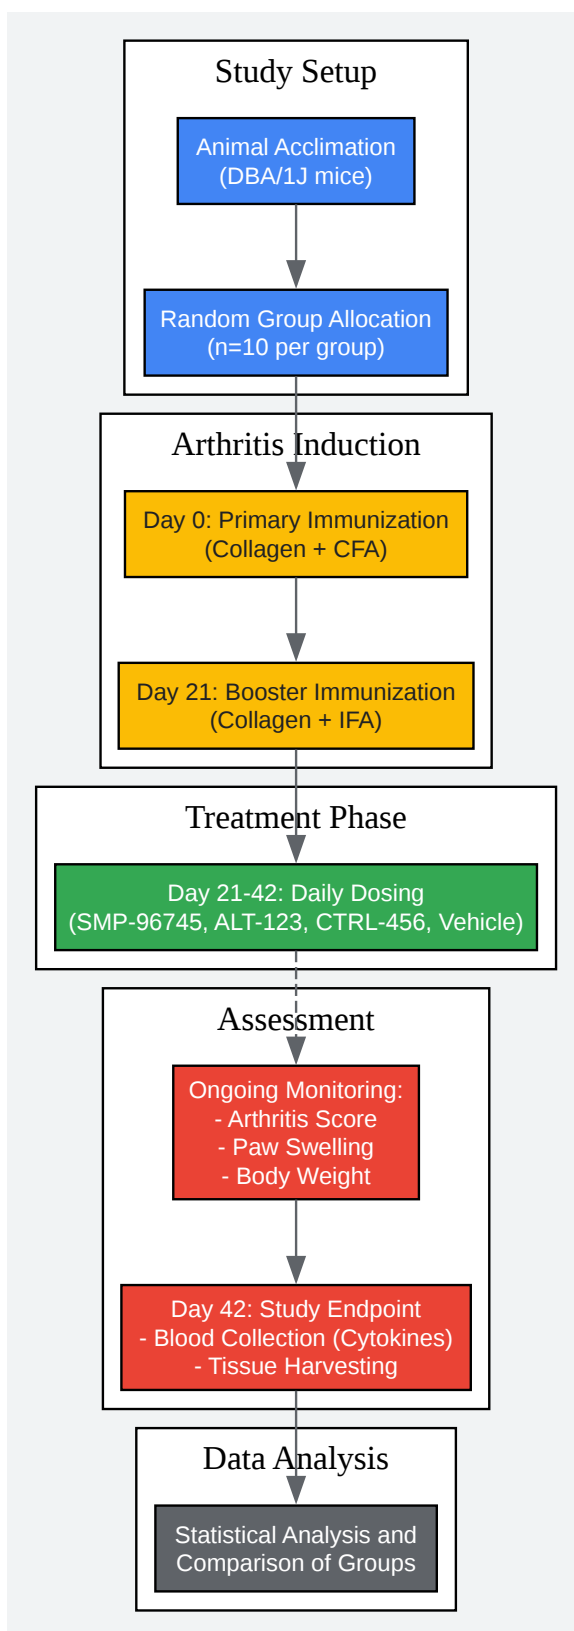 Study Setup
Animal Acclimation
(DBA/1J mice)
Random Group Allocation
(n=10 per group)
Arthritis Induction
Day 0: Primary Immunization
(Collagen + CFA)
Day 21: Booster Immunization
(Collagen + IFA)
Treatment Phase
Day 21-42: Daily Dosing
(SMP-96745, ALT-123, CTRL-456, Vehicle)
Assessment
Ongoing Monitoring:
- Arthritis Score
- Paw Swelling
- Body Weight
Day 42: Study Endpoint
- Blood Collection (Cytokines)
- Tissue Harvesting
Data Analysis
Statistical Analysis and
Comparison of Groups